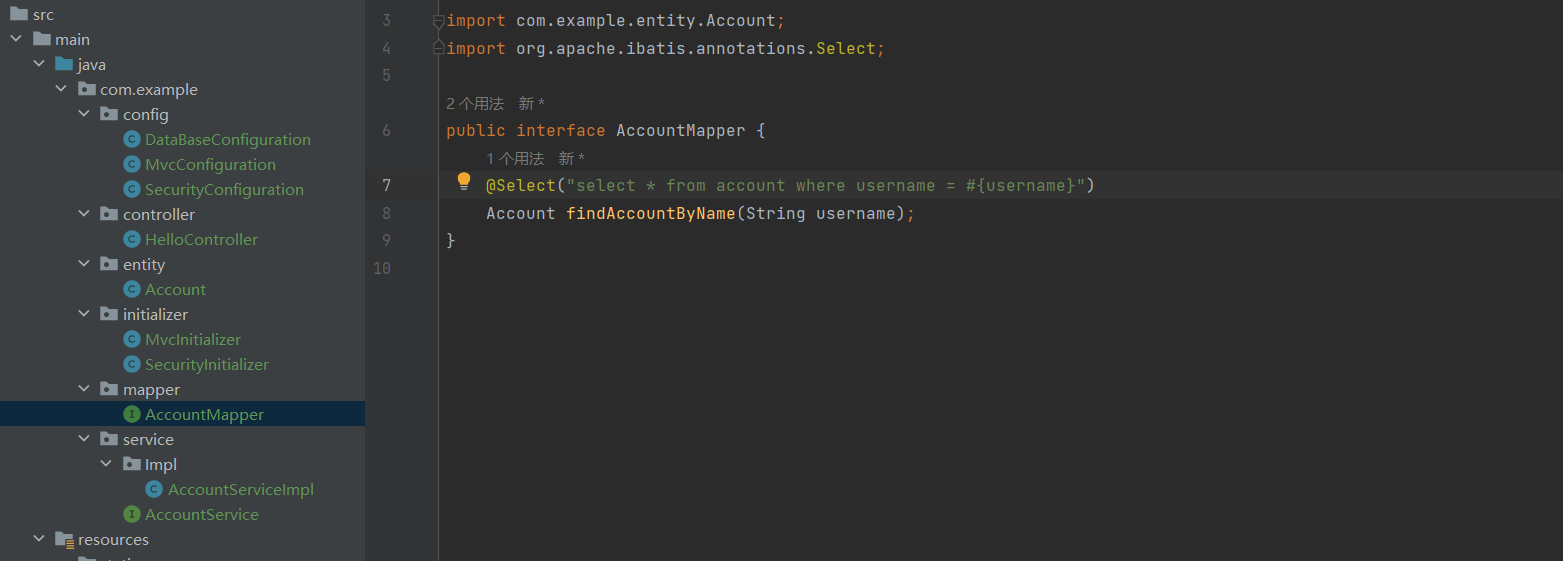 src
main
java
com.example
config
DataBaseConfiguration
MvcConfiguration
SecurityConfiguration
controller
HelloController
entity
Account
initializer
MvcInitializer
SecurityInitializer
mapper
AccountMapper
service
Impl
AccountServiceImpl
AccountService
resources
3 import com.example.entity.Account;
4 import org.apache.ibatis.annotations.Select;
5
2 个用法 新 *
6 public interface AccountMapper {
1 个用法 新 *
7 @Select("select * from account where username = #{username}")
8 Account findAccountByName(String username);
9 }
10